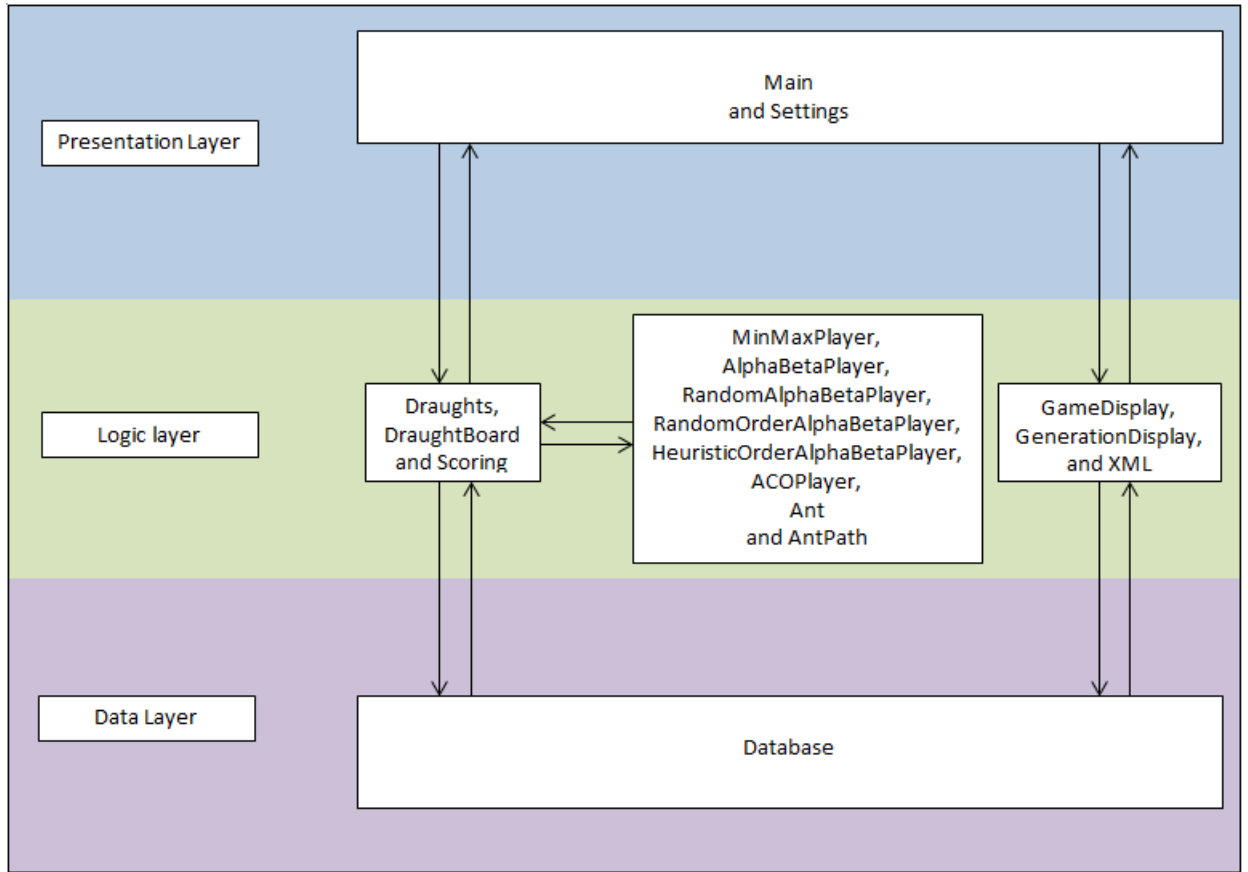 Main
and Settings
Presentation Layer
Logic layer
Draughts,
DraughtBoard
and Scoring
MinMaxPlayer,
AlphaBetaPlayer,
RandomAlphaBetaPlayer,
RandomOrderAlphaBetaPlayer,
HeuristicOrderAlphaBetaPlayer,
ACOPlayer,
Ant
and AntPath
GameDisplay,
GenerationDisplay,
and XML
Data Layer
Database